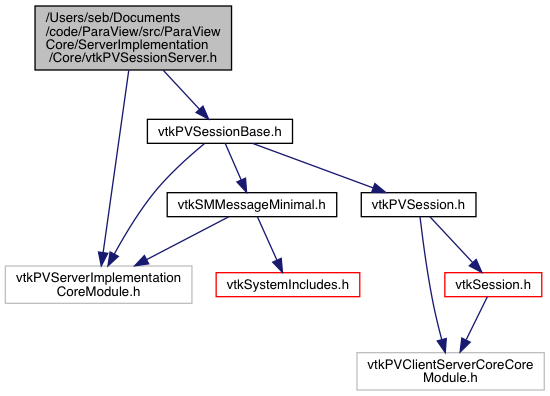 /Users/seb/Documents
/code/ParaView/src/ParaView
Core/ServerImplementation
/Core/vtkPVSessionServer.h
vtkPVSessionBase.h
vtkSMMessageMinimal.h
vtkPVSession.h
vtkPVServerImplementation
CoreModule.h
vtkSystemIncludes.h
vtkSession.h
vtkPVClientServerCoreCore
Module.h